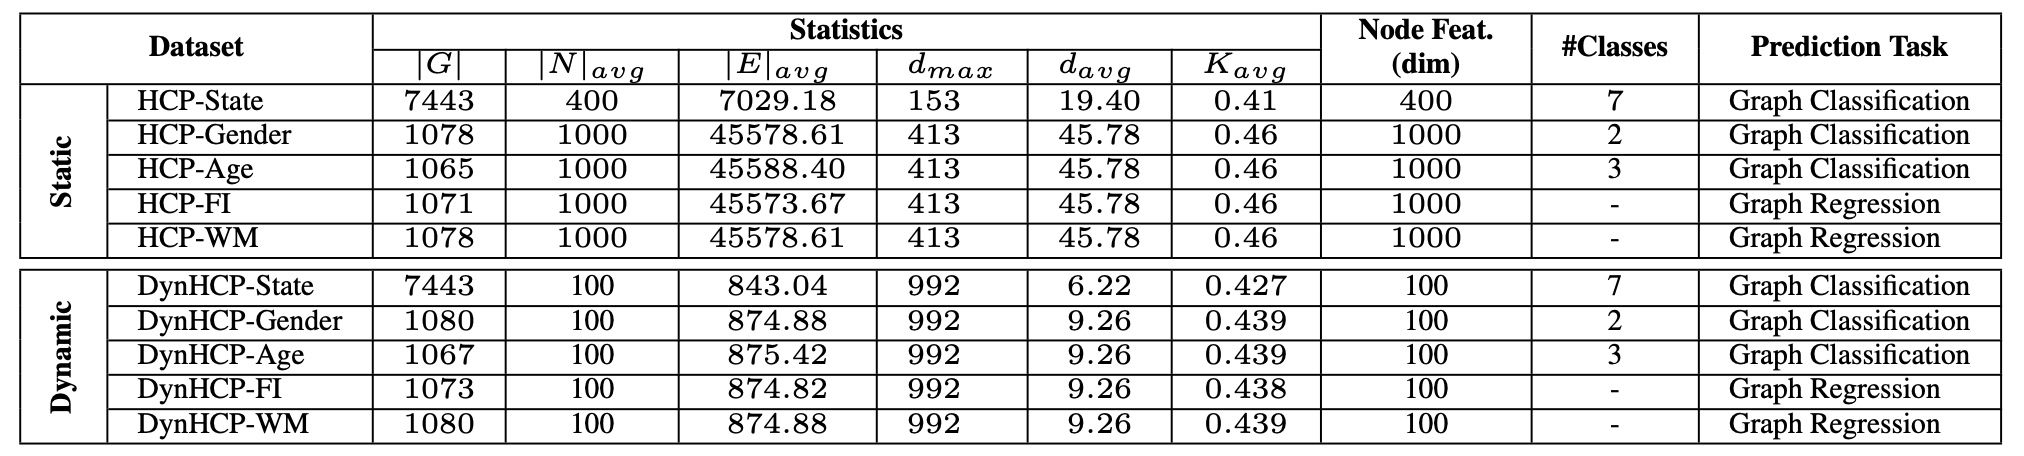 Dataset Statistics Node Feat. (dim) #Classes Prediction Task
|G| |N|avg |E|avg dmax davg Kavg
Static
HCP-State 7443 400 7029.18 153 19.40 0.41 400 7 Graph Classification
HCP-Gender 1078 1000 45578.61 413 45.78 0.46 1000 2 Graph Classification
HCP-Age 1065 1000 45588.40 413 45.78 0.46 1000 3 Graph Classification
HCP-FI 1071 1000 45573.67 413 45.78 0.46 1000 - Graph Regression
HCP-WM 1078 1000 45578.61 413 45.78 0.46 1000 - Graph Regression
Dynamic
DynHCP-State 7443 100 843.04 992 6.22 0.427 100 7 Graph Classification
DynHCP-Gender 1080 100 874.88 992 9.26 0.439 100 2 Graph Classification
DynHCP-Age 1067 100 875.42 992 9.26 0.439 100 3 Graph Classification
DynHCP-FI 1073 100 874.82 992 9.26 0.438 100 - Graph Regression
DynHCP-WM 1080 100 874.88 992 9.26 0.439 100 - Graph Regression